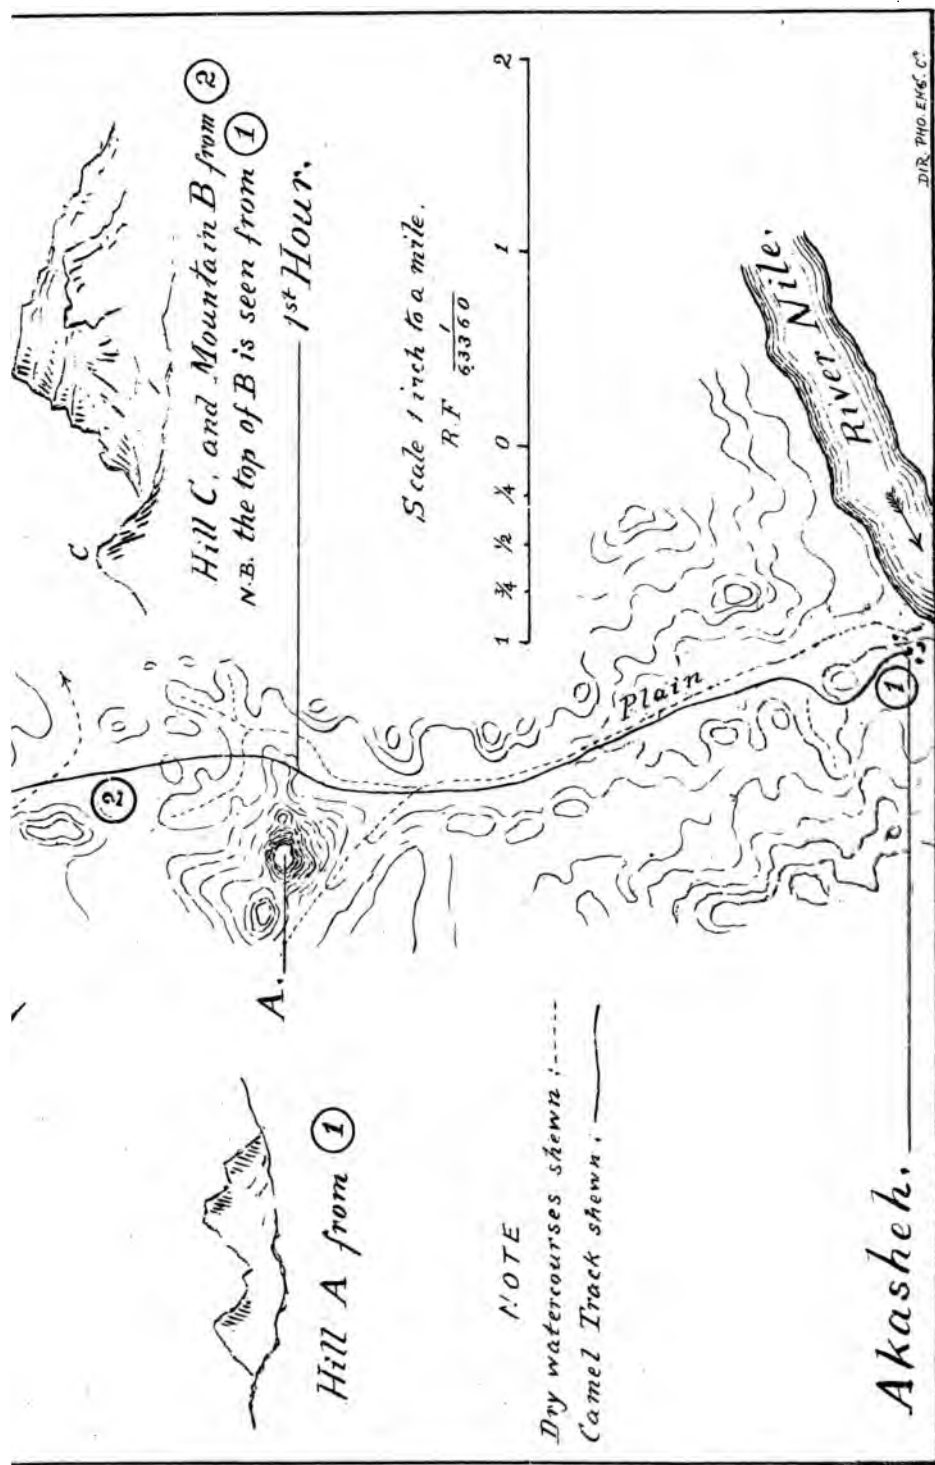 Hill A from 1
A.
Hill C, and Mountain B from 2
N.B. the top of B is seen from 1
C
1st Hour.
2
Scale 1 inch to a mile.
R.F 1/63360
1 ¾ ½ ¼ 0 1 2
NOTE
Dry watercourses shewn :-----
Camel Track shewn :
Plain
River Nile.
1
Akasheh.
DIR. PHO. ENG. Co.